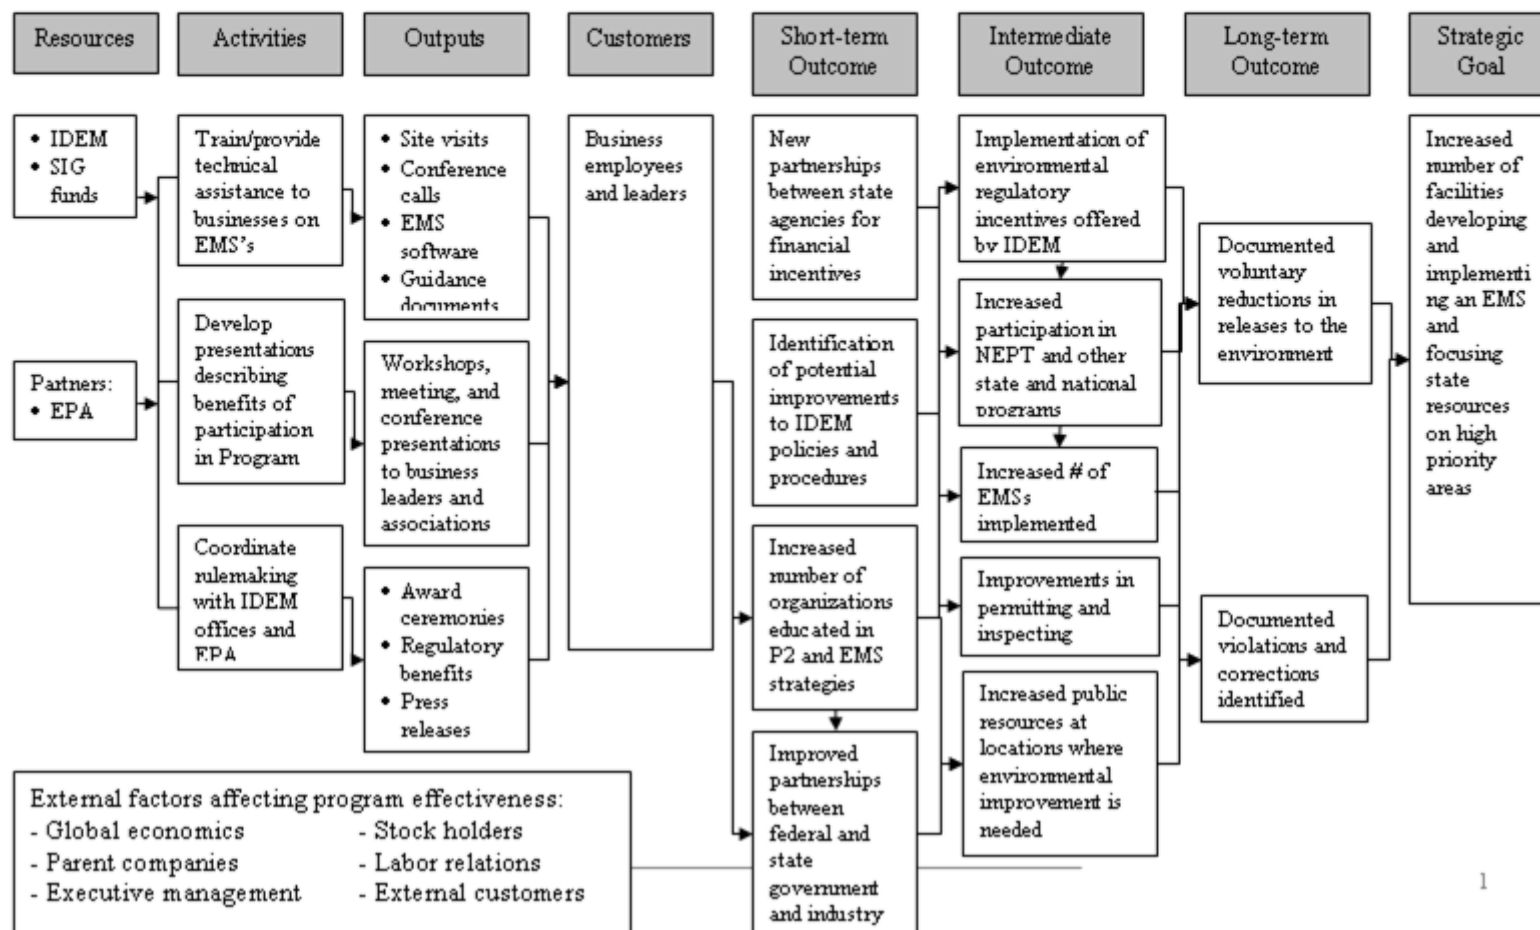 Resources
Activities
Outputs
Customers
Short-term
Outcome
Intermediate
Outcome
Long-term
Outcome
Strategic
Goal
• IDEM
• SIG
funds
Partners:
• EPA
Train/provide
technical
assistance to
businesses on
EMS's
Develop
presentations
describing
benefits of
participation
in Program
Coordinate
rulemaking
with IDEM
offices and
EPA
• Site visits
• Conference
calls
• EMS
software
• Guidance
documents
Workshops,
meeting, and
conference
presentations
to business
leaders and
associations
• Award
ceremonies
• Regulatory
benefits
• Press
releases
Business
employees
and leaders
New
partnerships
between state
agencies for
financial
incentives
Identification
of potential
improvements
to IDEM
policies and
procedures
Increased
number of
organizations
educated in
P2 and EMS
strategies
Improved
partnerships
between
federal and
state
government
and industry
Implementation of
environmental
regulatory
incentives offered
by IDEM
Increased
participation in
NEPT and other
state and national
programs
Increased # of
EMSs
implemented
Improvements in
permitting and
inspecting
Increased public
resources at
locations where
environmental
improvement is
needed
Documented
voluntary
reductions in
releases to the
environment
Documented
violations and
corrections
identified
Increased
number of
facilities
developing
and
implementi
ng an EMS
and
focusing
state
resources
on high
priority
areas
External factors affecting program effectiveness:
- Global economics - Stock holders
- Parent companies - Labor relations
- Executive management - External customers
1